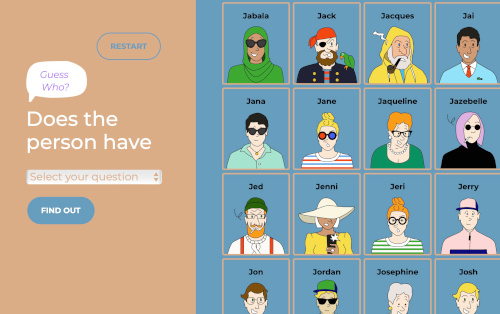 RESTART
Guess
Who?
Does the
person have
Select your question
FIND OUT
Jabala
Jack
Jacques
Jai
Jana
Jane
Jaqueline
Jazebelle
Jed
Jenni
Jeri
Jerry
Jon
Jordan
Josephine
Josh